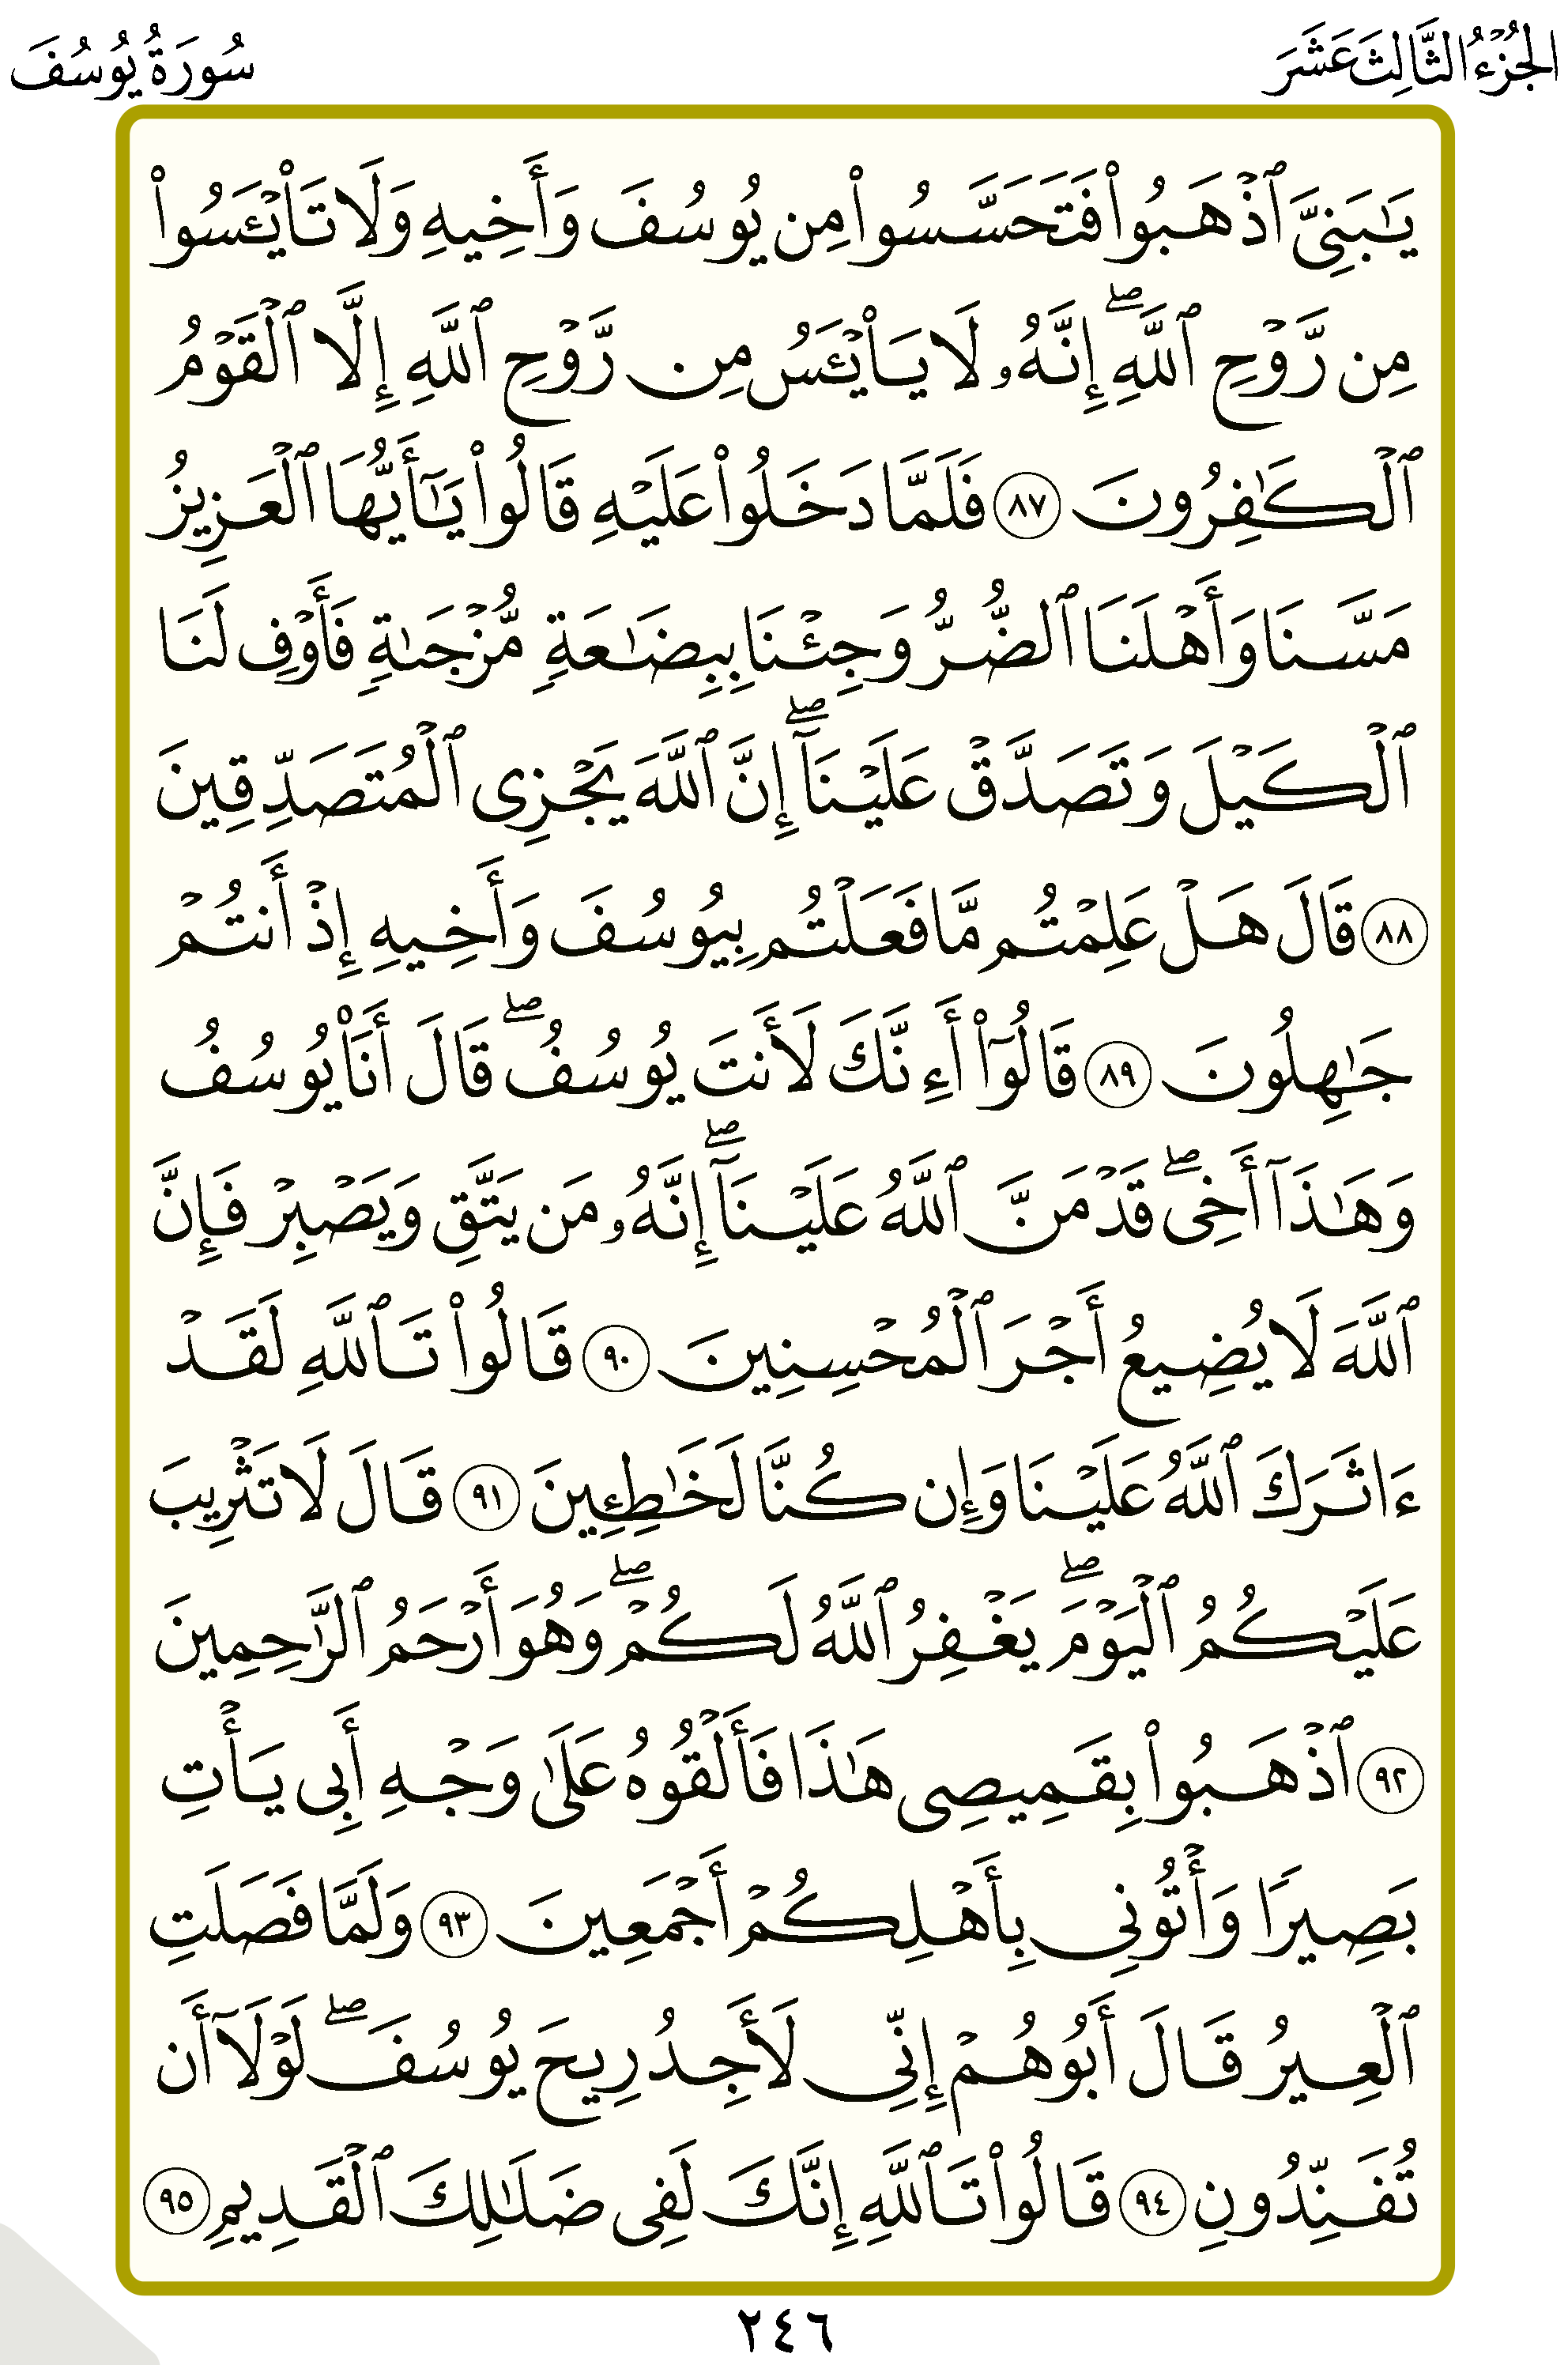 الجُزْءُ الثَّالِثَ عَشَرَ
سُورَةُ يُوسُفَ
يَٰبَنِيَّ ٱذۡهَبُواْ فَتَحَسَّسُواْ مِن يُوسُفَ وَأَخِيهِ وَلَا تَاْيۡـَٔسُواْ
مِن رَّوۡحِ ٱللَّهِۖ إِنَّهُۥ لَا يَاْيۡـَٔسُ مِن رَّوۡحِ ٱللَّهِ إِلَّا ٱلۡقَوۡمُ
ٱلۡكَٰفِرُونَ ٨٧ فَلَمَّا دَخَلُواْ عَلَيۡهِ قَالُواْ يَٰٓأَيُّهَا ٱلۡعَزِيزُ
مَسَّنَا وَأَهۡلَنَا ٱلضُّرُّ وَجِئۡنَا بِبِضَٰعَةٖ مُّزۡجَىٰةٖ فَأَوۡفِ لَنَا
ٱلۡكَيۡلَ وَتَصَدَّقۡ عَلَيۡنَآۖ إِنَّ ٱللَّهَ يَجۡزِي ٱلۡمُتَصَدِّقِينَ
٨٨ قَالَ هَلۡ عَلِمۡتُم مَّا فَعَلۡتُم بِيُوسُفَ وَأَخِيهِ إِذۡ أَنتُمۡ
جَٰهِلُونَ ٨٩ قَالُوٓاْ أَءِنَّكَ لَأَنتَ يُوسُفُۖ قَالَ أَنَا۠ يُوسُفُ
وَهَٰذَآ أَخِيۖ قَدۡ مَنَّ ٱللَّهُ عَلَيۡنَآۖ إِنَّهُۥ مَن يَتَّقِ وَيَصۡبِرۡ فَإِنَّ
ٱللَّهَ لَا يُضِيعُ أَجۡرَ ٱلۡمُحۡسِنِينَ ٩٠ قَالُواْ تَٱللَّهِ لَقَدۡ
ءَاثَرَكَ ٱللَّهُ عَلَيۡنَا وَإِن كُنَّا لَخَٰطِـِٔينَ ٩١ قَالَ لَا تَثۡرِيبَ
عَلَيۡكُمُ ٱلۡيَوۡمَۖ يَغۡفِرُ ٱللَّهُ لَكُمۡۖ وَهُوَ أَرۡحَمُ ٱلرَّٰحِمِينَ
٩٢ ٱذۡهَبُواْ بِقَمِيصِي هَٰذَا فَأَلۡقُوهُ عَلَىٰ وَجۡهِ أَبِي يَأۡتِ
بَصِيرٗا وَأۡتُونِي بِأَهۡلِكُمۡ أَجۡمَعِينَ ٩٣ وَلَمَّا فَصَلَتِ
ٱلۡعِيرُ قَالَ أَبُوهُمۡ إِنِّي لَأَجِدُ رِيحَ يُوسُفَۖ لَوۡلَآ أَن
تُفَنِّدُونِ ٩٤ قَالُواْ تَٱللَّهِ إِنَّكَ لَفِي ضَلَٰلِكَ ٱلۡقَدِيمِ ٩٥
٢٤٦